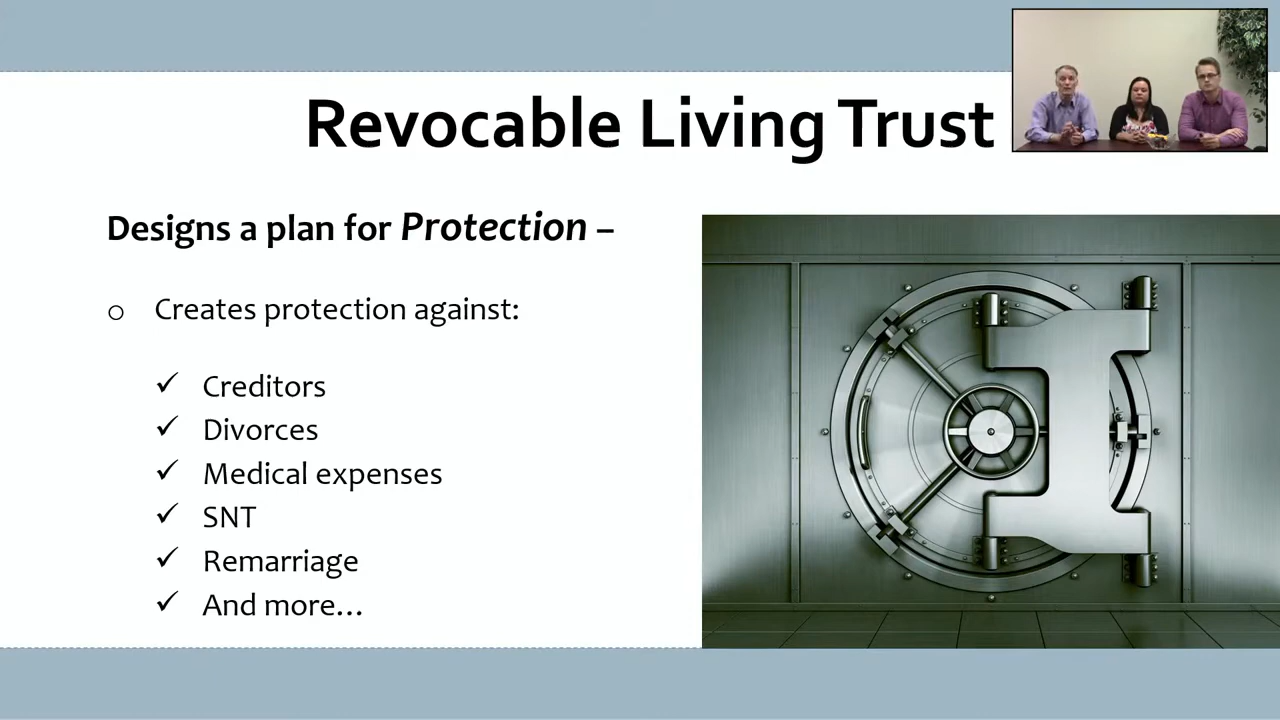 Revocable Living Trust
Designs a plan for Protection –
o Creates protection against:
✓ Creditors
✓ Divorces
✓ Medical expenses
✓ SNT
✓ Remarriage
✓ And more…